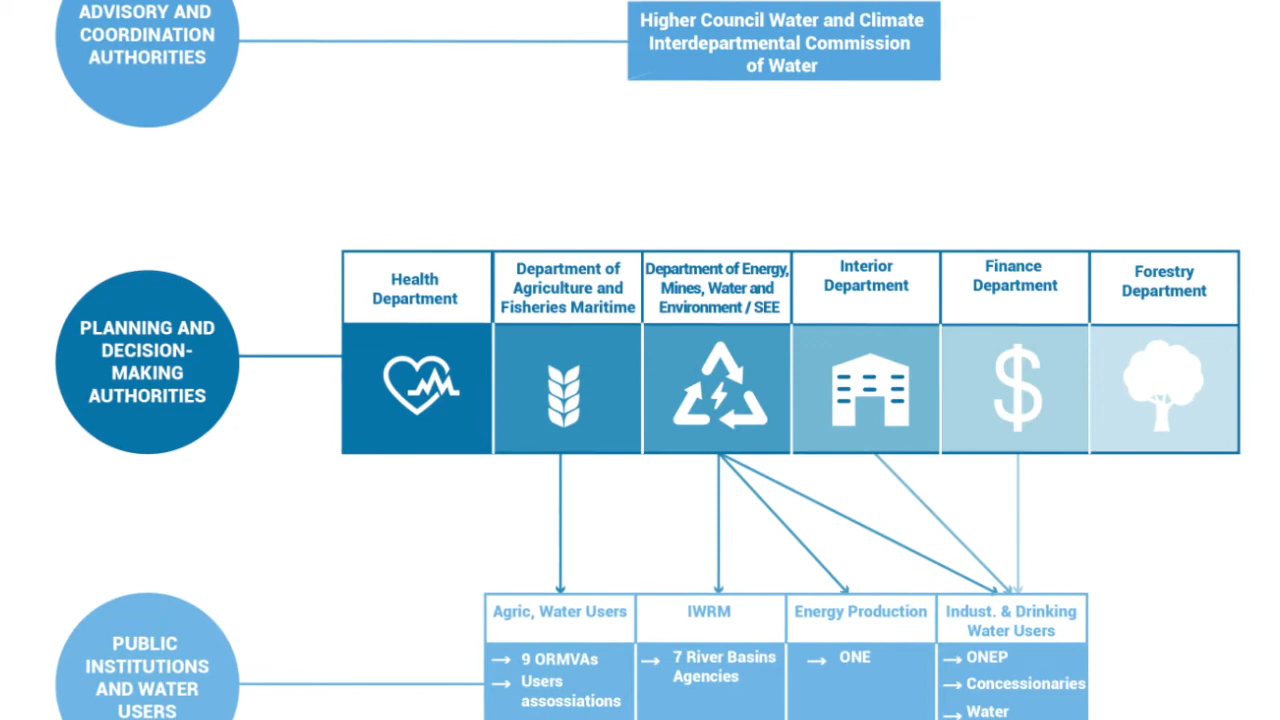 ADVISORY AND
COORDINATION
AUTHORITIES
Higher Council Water and Climate
Interdepartmental Commission
of Water
PLANNING AND
DECISION-
MAKING
AUTHORITIES
Health
Department
Department of
Agriculture and
Fisheries Maritime
Department of Energy,
Mines, Water and
Environment / SEE
Interior
Department
Finance
Department
Forestry
Department
PUBLIC
INSTITUTIONS
AND WATER
USERS
Agric, Water Users
→ 9 ORMVAs
→ Users
assossiations
IWRM
→ 7 River Basins
Agencies
Energy Production
→ ONE
Indust. & Drinking
Water Users
→ ONEP
→ Concessionaries
→ Water